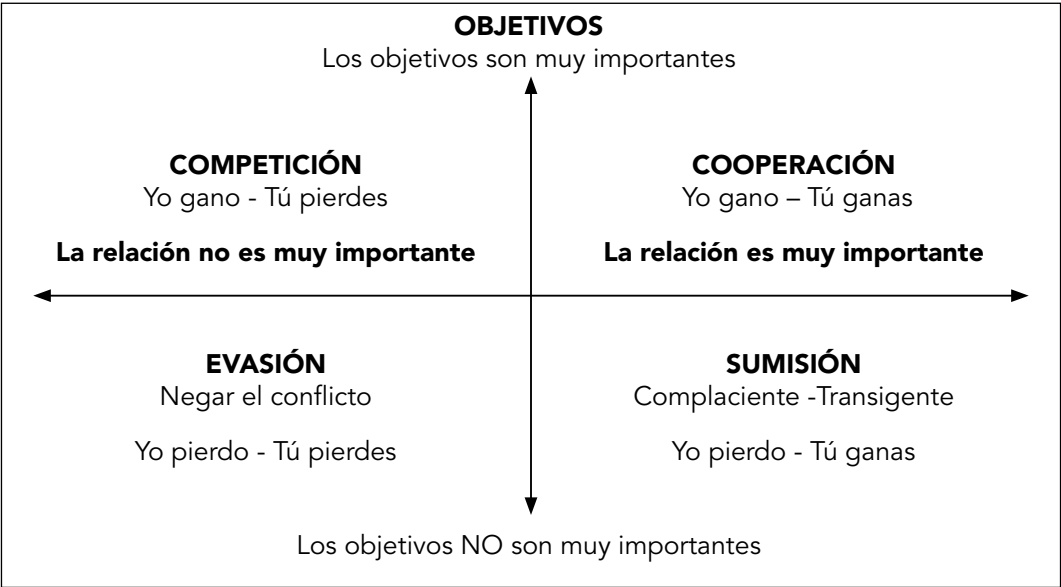 OBJETIVOS
Los objetivos son muy importantes
COMPETICIÓN
Yo gano - Tú pierdes
La relación no es muy importante
COOPERACIÓN
Yo gano – Tú ganas
La relación es muy importante
EVASIÓN
Negar el conflicto
Yo pierdo - Tú pierdes
SUMISIÓN
Complaciente -Transigente
Yo pierdo - Tú ganas
Los objetivos NO son muy importantes